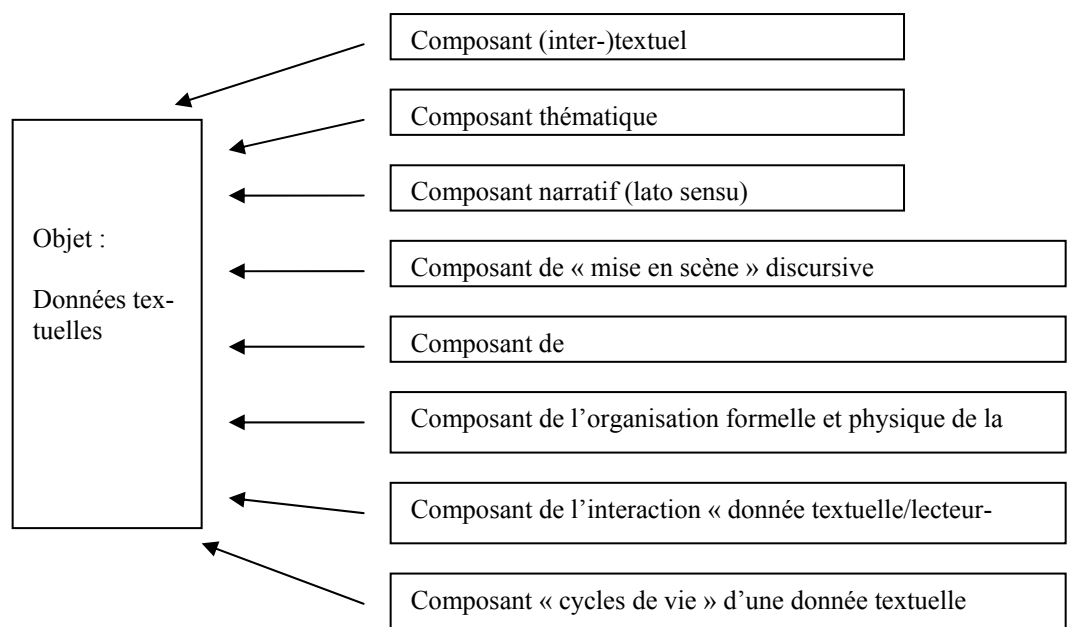 Composant (inter-)textuel
Composant thématique
Composant narratif (lato sensu)
Objet :
Données tex-
tuelles
Composant de « mise en scène » discursive
Composant de
Composant de l’organisation formelle et physique de la
Composant de l’interaction « donnée textuelle/lecteur-
Composant « cycles de vie » d’une donnée textuelle